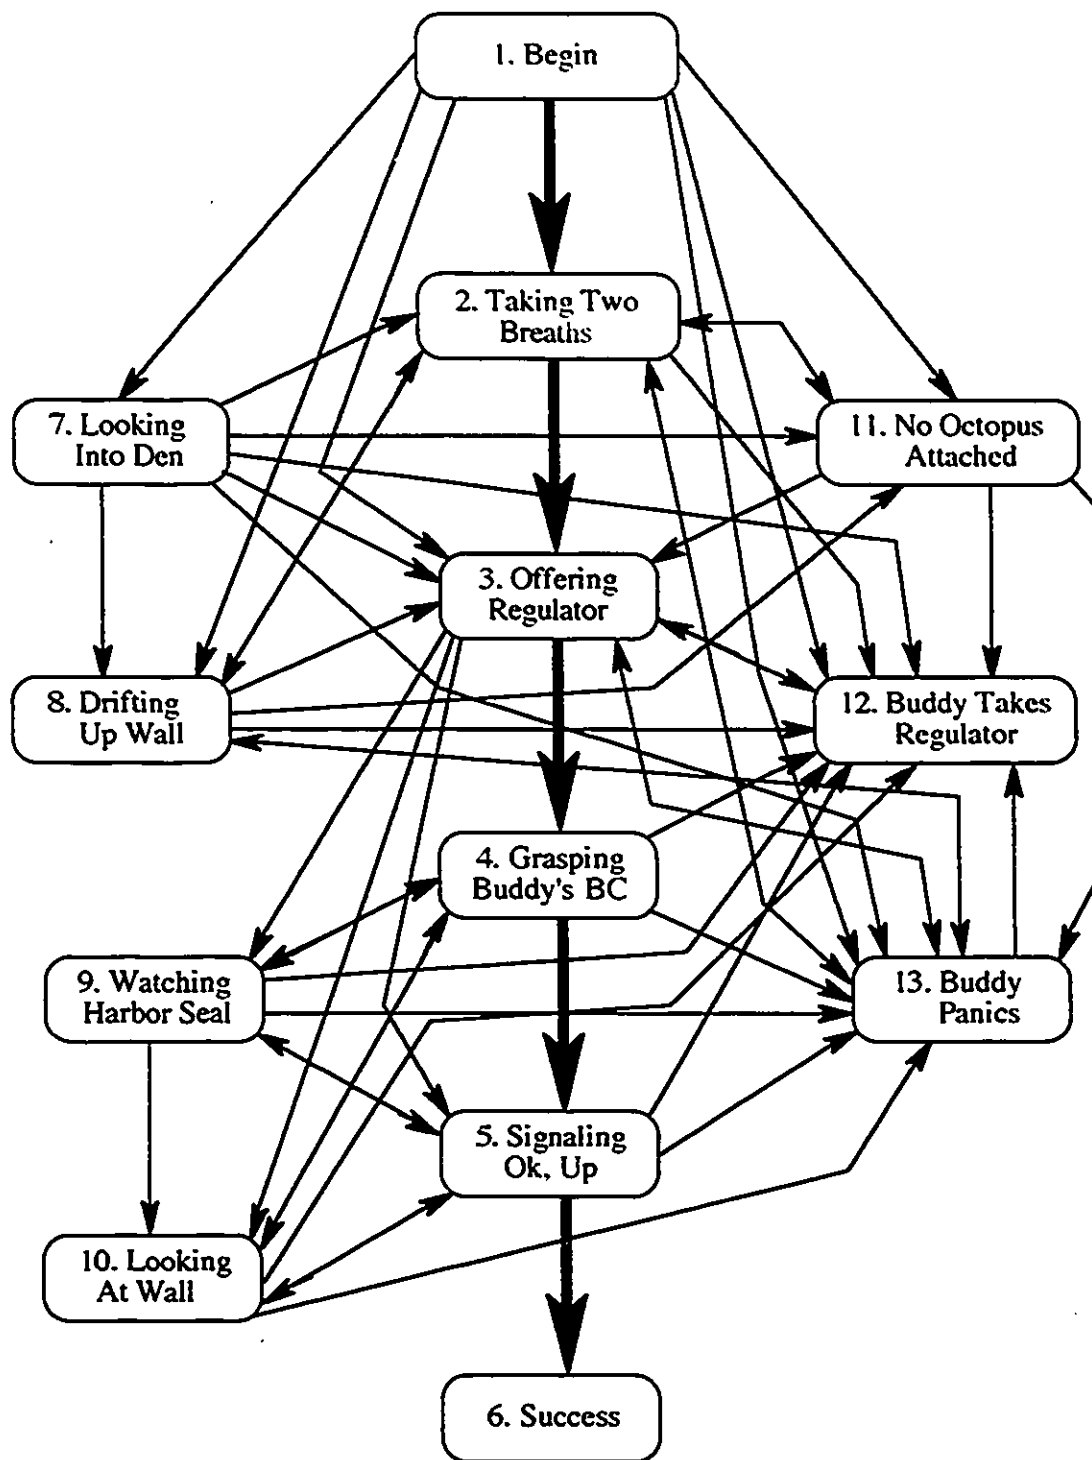 1. Begin
2. Taking Two
Breaths
7. Looking
Into Den
11. No Octopus
Attached
3. Offering
Regulator
8. Drifting
Up Wall
12. Buddy Takes
Regulator
4. Grasping
Buddy's BC
9. Watching
Harbor Seal
13. Buddy
Panics
5. Signaling
Ok, Up
10. Looking
At Wall
6. Success